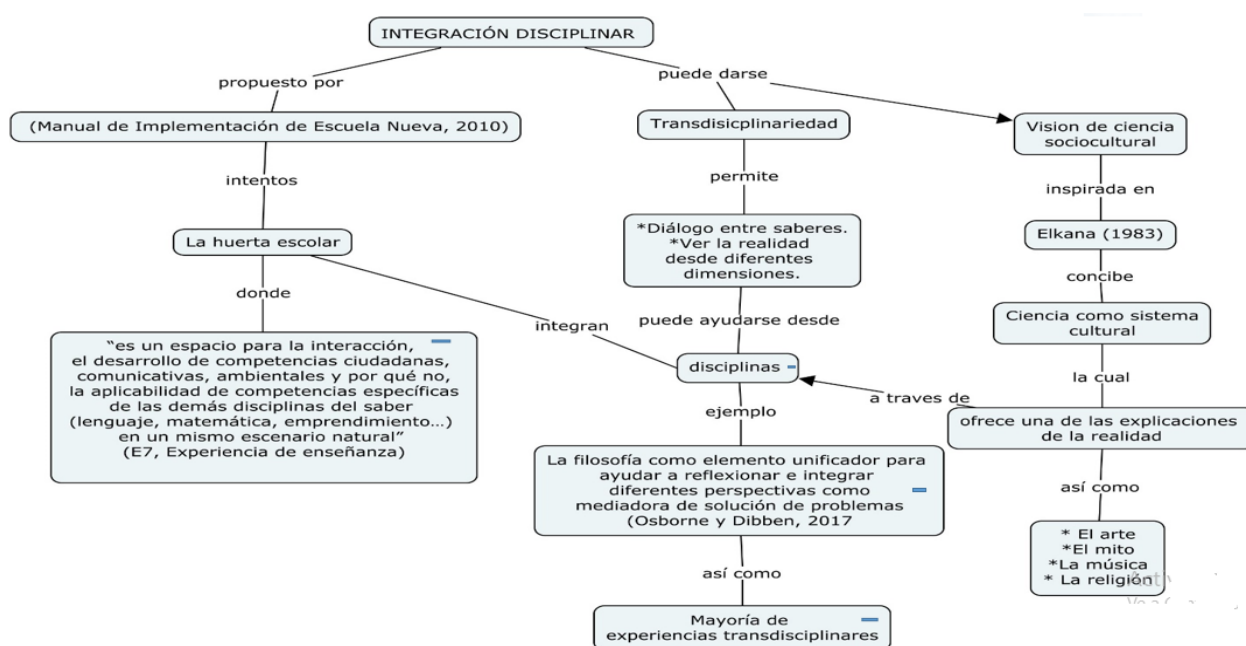 INTEGRACIÓN DISCIPLINAR
propuesto por
puede darse
(Manual de Implementación de Escuela Nueva, 2010)
Transdisicplinariedad
Vision de ciencia
sociocultural
intentos
permite
inspirada en
La huerta escolar
*Diálogo entre saberes.
*Ver la realidad
desde diferentes
dimensiones.
Elkana (1983)
donde
concibe
integran
puede ayudarse desde
Ciencia como sistema
cultural
“es un espacio para la interacción,
el desarrollo de competencias ciudadanas,
comunicativas, ambientales y por qué no,
la aplicabilidad de competencias específicas
de las demás disciplinas del saber
(lenguaje, matemática, emprendimiento...)
en un mismo escenario natural”
(E7, Experiencia de enseñanza)
disciplinas
la cual
a traves de
ejemplo
ofrece una de las explicaciones
de la realidad
La filosofía como elemento unificador para
ayudar a reflexionar e integrar
diferentes perspectivas como
mediadora de solución de problemas
(Osborne y Dibben, 2017
así como
* El arte
*El mito
*La música
* La religión
así como
Mayoría de
experiencias transdisciplinares